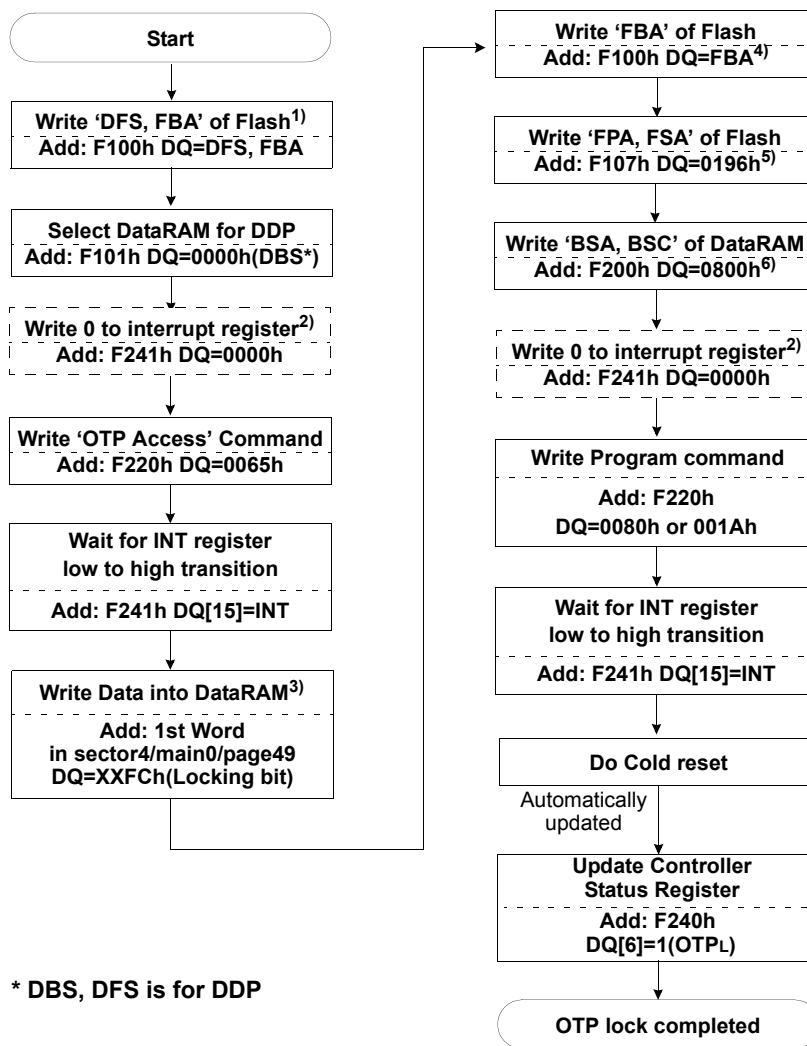 Start
Write ‘DFS, FBA’ of Flash1)
Add: F100h DQ=DFS, FBA
Select DataRAM for DDP
Add: F101h DQ=0000h(DBS*)
Write 0 to interrupt register2)
Add: F241h DQ=0000h
Write ‘OTP Access’ Command
Add: F220h DQ=0065h
Wait for INT register
low to high transition
Add: F241h DQ[15]=INT
Write Data into DataRAM3)
Add: 1st Word
in sector4/main0/page49
DQ=XXFCh(Locking bit)
* DBS, DFS is for DDP
Write ‘FBA’ of Flash
Add: F100h DQ=FBA4)
Write ‘FPA, FSA’ of Flash
Add: F107h DQ=0196h5)
Write ‘BSA, BSC’ of DataRAM
Add: F200h DQ=0800h6)
Write 0 to interrupt register2)
Add: F241h DQ=0000h
Write Program command
Add: F220h
DQ=0080h or 001Ah
Wait for INT register
low to high transition
Add: F241h DQ[15]=INT
Do Cold reset
Automatically
updated
Update Controller
Status Register
Add: F240h
DQ[6]=1(OTPL)
OTP lock completed